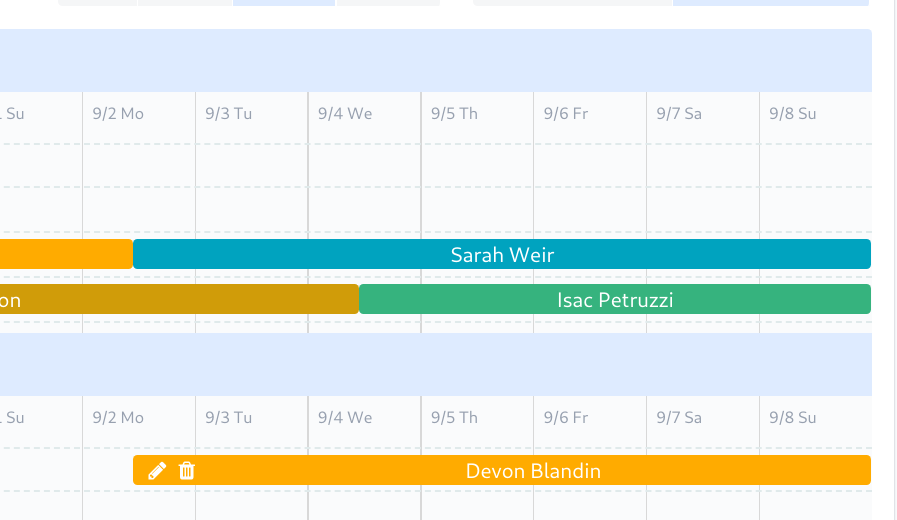 Su 9/2 Mo 9/3 Tu 9/4 We 9/5 Th 9/6 Fr 9/7 Sa 9/8 Su
Sarah Weir
on Isac Petruzzi
Su 9/2 Mo 9/3 Tu 9/4 We 9/5 Th 9/6 Fr 9/7 Sa 9/8 Su
Devon Blandin